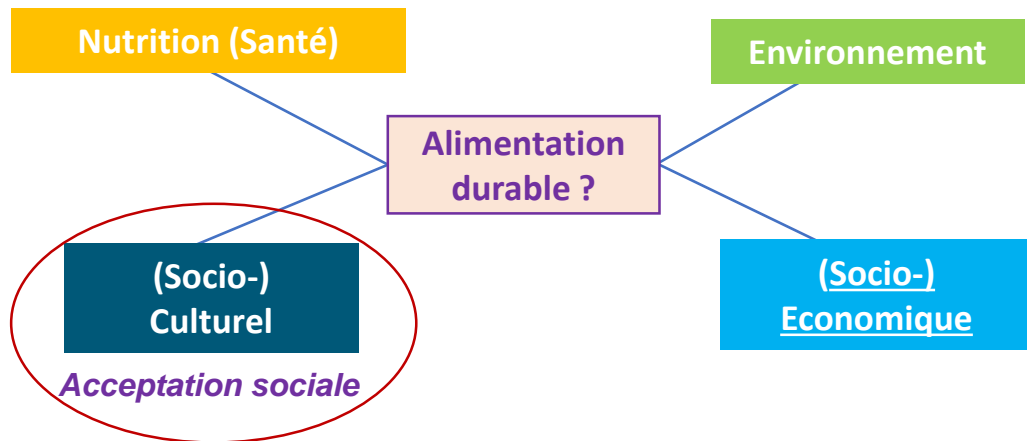 Nutrition (Santé)
Environnement
Alimentation
durable ?
(Socio-)
Culturel
Acceptation sociale
(Socio-)
Economique